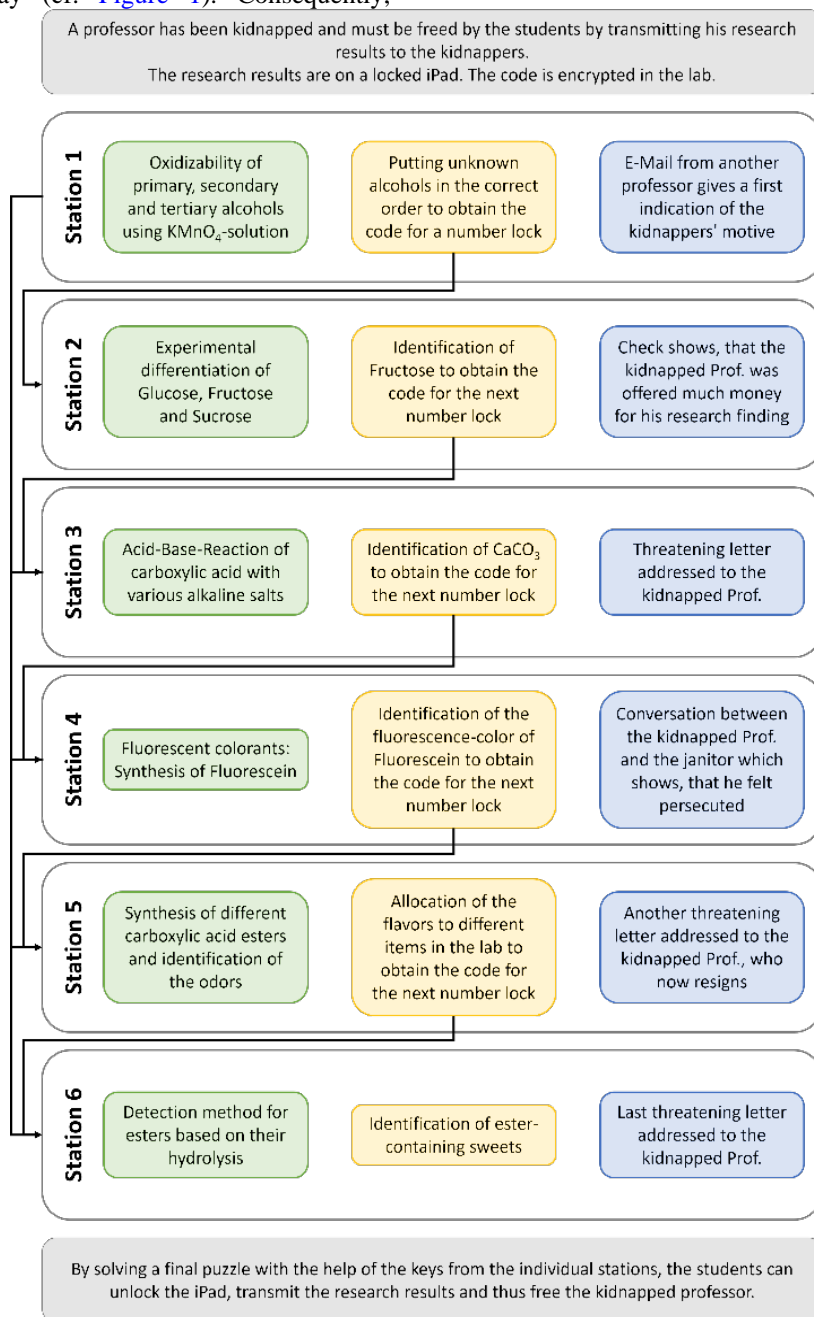 ay (cf. Figure 1). Consequently,
A professor has been kidnapped and must be freed by the students by transmitting his research
results to the kidnappers.
The research results are on a locked iPad. The code is encrypted in the lab.
Station 1
Oxidizability of
primary, secondary
and tertiary alcohols
using KMnO₄-solution
Putting unknown
alcohols in the correct
order to obtain the
code for a number lock
E-Mail from another
professor gives a first
indication of the
kidnappers' motive
Station 2
Experimental
differentiation of
Glucose, Fructose
and Sucrose
Identification of
Fructose to obtain the
code for the next
number lock
Check shows, that the
kidnapped Prof. was
offered much money
for his research finding
Station 3
Acid-Base-Reaction of
carboxylic acid with
various alkaline salts
Identification of CaCO₃
to obtain the code for
the next number lock
Threatening letter
addressed to the
kidnapped Prof.
Station 4
Fluorescent colorants:
Synthesis of Fluorescein
Identification of the
fluorescence-color of
Fluorescein to obtain
the code for the next
number lock
Conversation between
the kidnapped Prof.
and the janitor which
shows, that he felt
persecuted
Station 5
Synthesis of different
carboxylic acid esters
and identification of
the odors
Allocation of the
flavors to different
items in the lab to
obtain the code for
the next number lock
Another threatening
letter addressed to the
kidnapped Prof., who
now resigns
Station 6
Detection method for
esters based on their
hydrolysis
Identification of ester-
containing sweets
Last threatening letter
addressed to the
kidnapped Prof.
By solving a final puzzle with the help of the keys from the individual stations, the students can
unlock the iPad, transmit the research results and thus free the kidnapped professor.